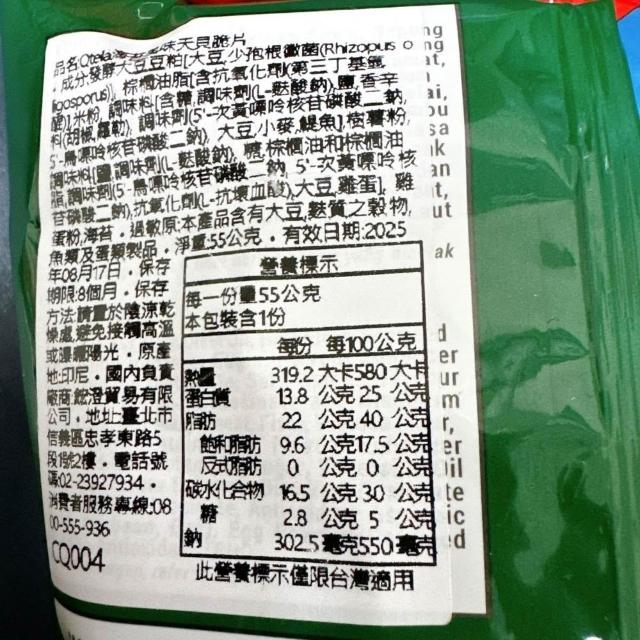 品名:Qtela海苔風味天貝脆片
・成分:發酵大豆豆粕[大豆,少孢根黴菌(Rhizopus o
ligosporus)], 棕櫚油脂[含抗氧化劑(第三丁基氫
醌)],米粉, 調味料[含糖,調味劑(L-麩酸鈉),鹽,香辛
料(胡椒,羅勒), 調味劑(5'-次黃嘌呤核苷磷酸二鈉,
5'-鳥嘌呤核苷磷酸二鈉), 大豆,小麥,鯷魚],樹薯粉,
調味料[鹽,調味劑(L-麩酸鈉), 糖,棕櫚油和棕櫚油
脂,調味劑(5'-鳥嘌呤核苷磷酸二鈉, 5'-次黃嘌呤核
苷磷酸二鈉),抗氧化劑(L-抗壞血酸),大豆,雞蛋], 雞
蛋粉,海苔・過敏原:本產品含有大豆,麩質之穀物,
魚類及蛋類製品・淨重:55公克・有效日期:2025
年08月17日・保存
期限:8個月・保存
方法:請置於陰涼乾
燥處,避免接觸高溫
或潮濕陽光・原產
地:印尼・國內負責
廠商:銓澄貿易有限
公司・地址:臺北市
信義區忠孝東路5
段1號2樓・電話號
碼:02-23927934・
消費者服務專線:08
00-555-936
CQ004
營養標示
每一份量55公克
本包裝含1份
每份 每100公克
熱量 319.2 大卡 580 大卡
蛋白質 13.8 公克 25 公克
脂肪 22 公克 40 公克
飽和脂肪 9.6 公克 17.5 公克
反式脂肪 0 公克 0 公克
碳水化合物 16.5 公克 30 公克
糖 2.8 公克 5 公克
鈉 302.5 毫克 550 毫克
此營養標示僅限台灣適用